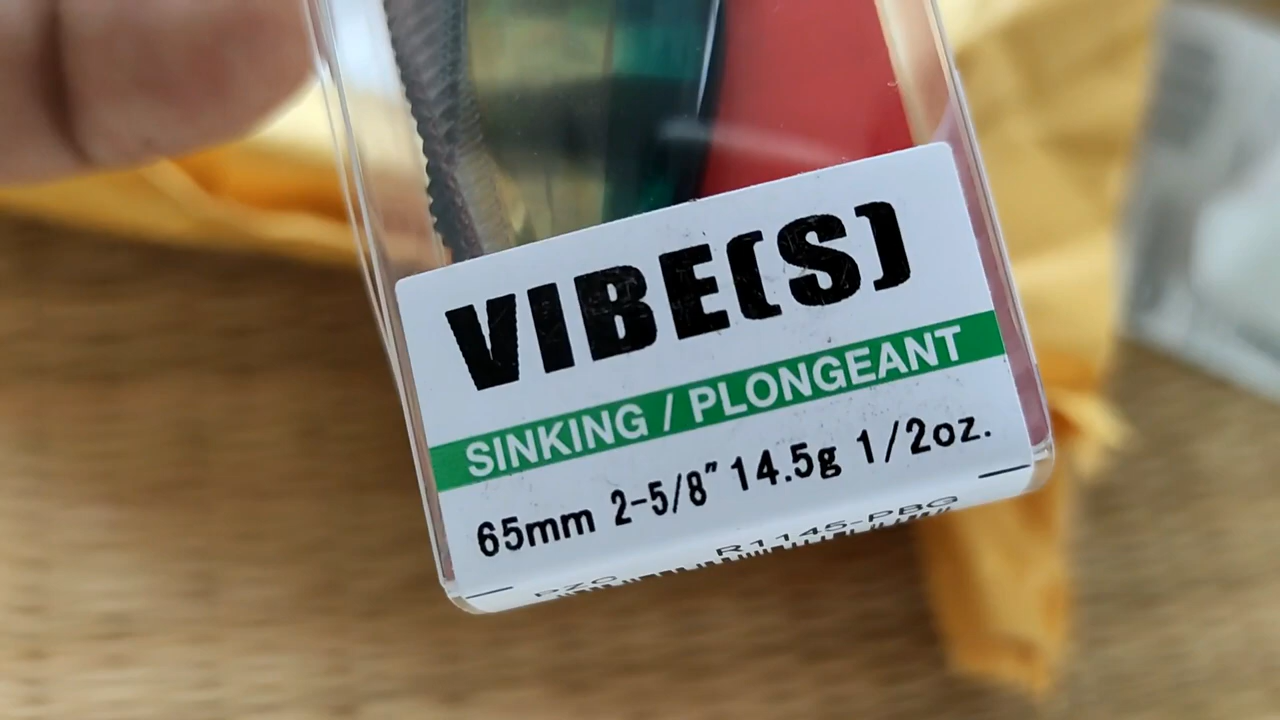 VIBE(S)
SINKING / PLONGEANT
65mm 2-5/8" 14.5g 1/2oz.
R1145-PBG